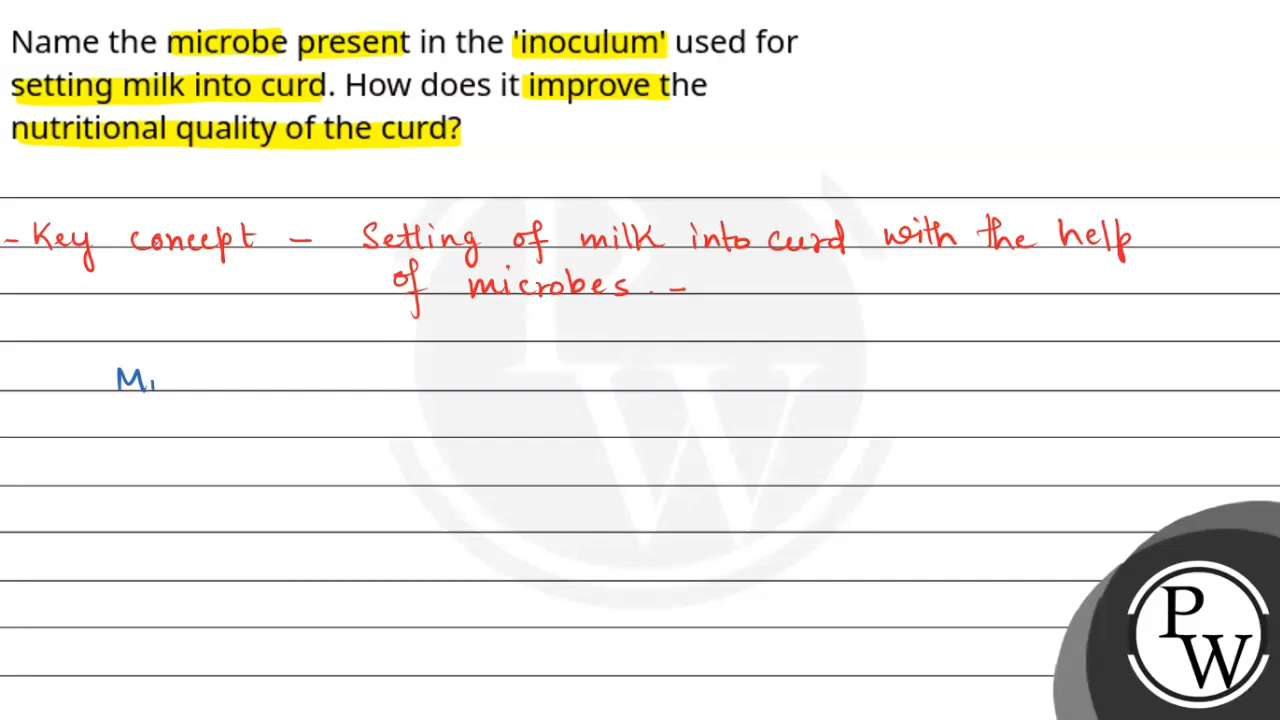 Name the microbe present in the 'inoculum' used for
setting milk into curd. How does it improve the
nutritional quality of the curd?
- Key concept - Setting of milk into curd with the help
of microbes. -
Mi
P
W
P
W